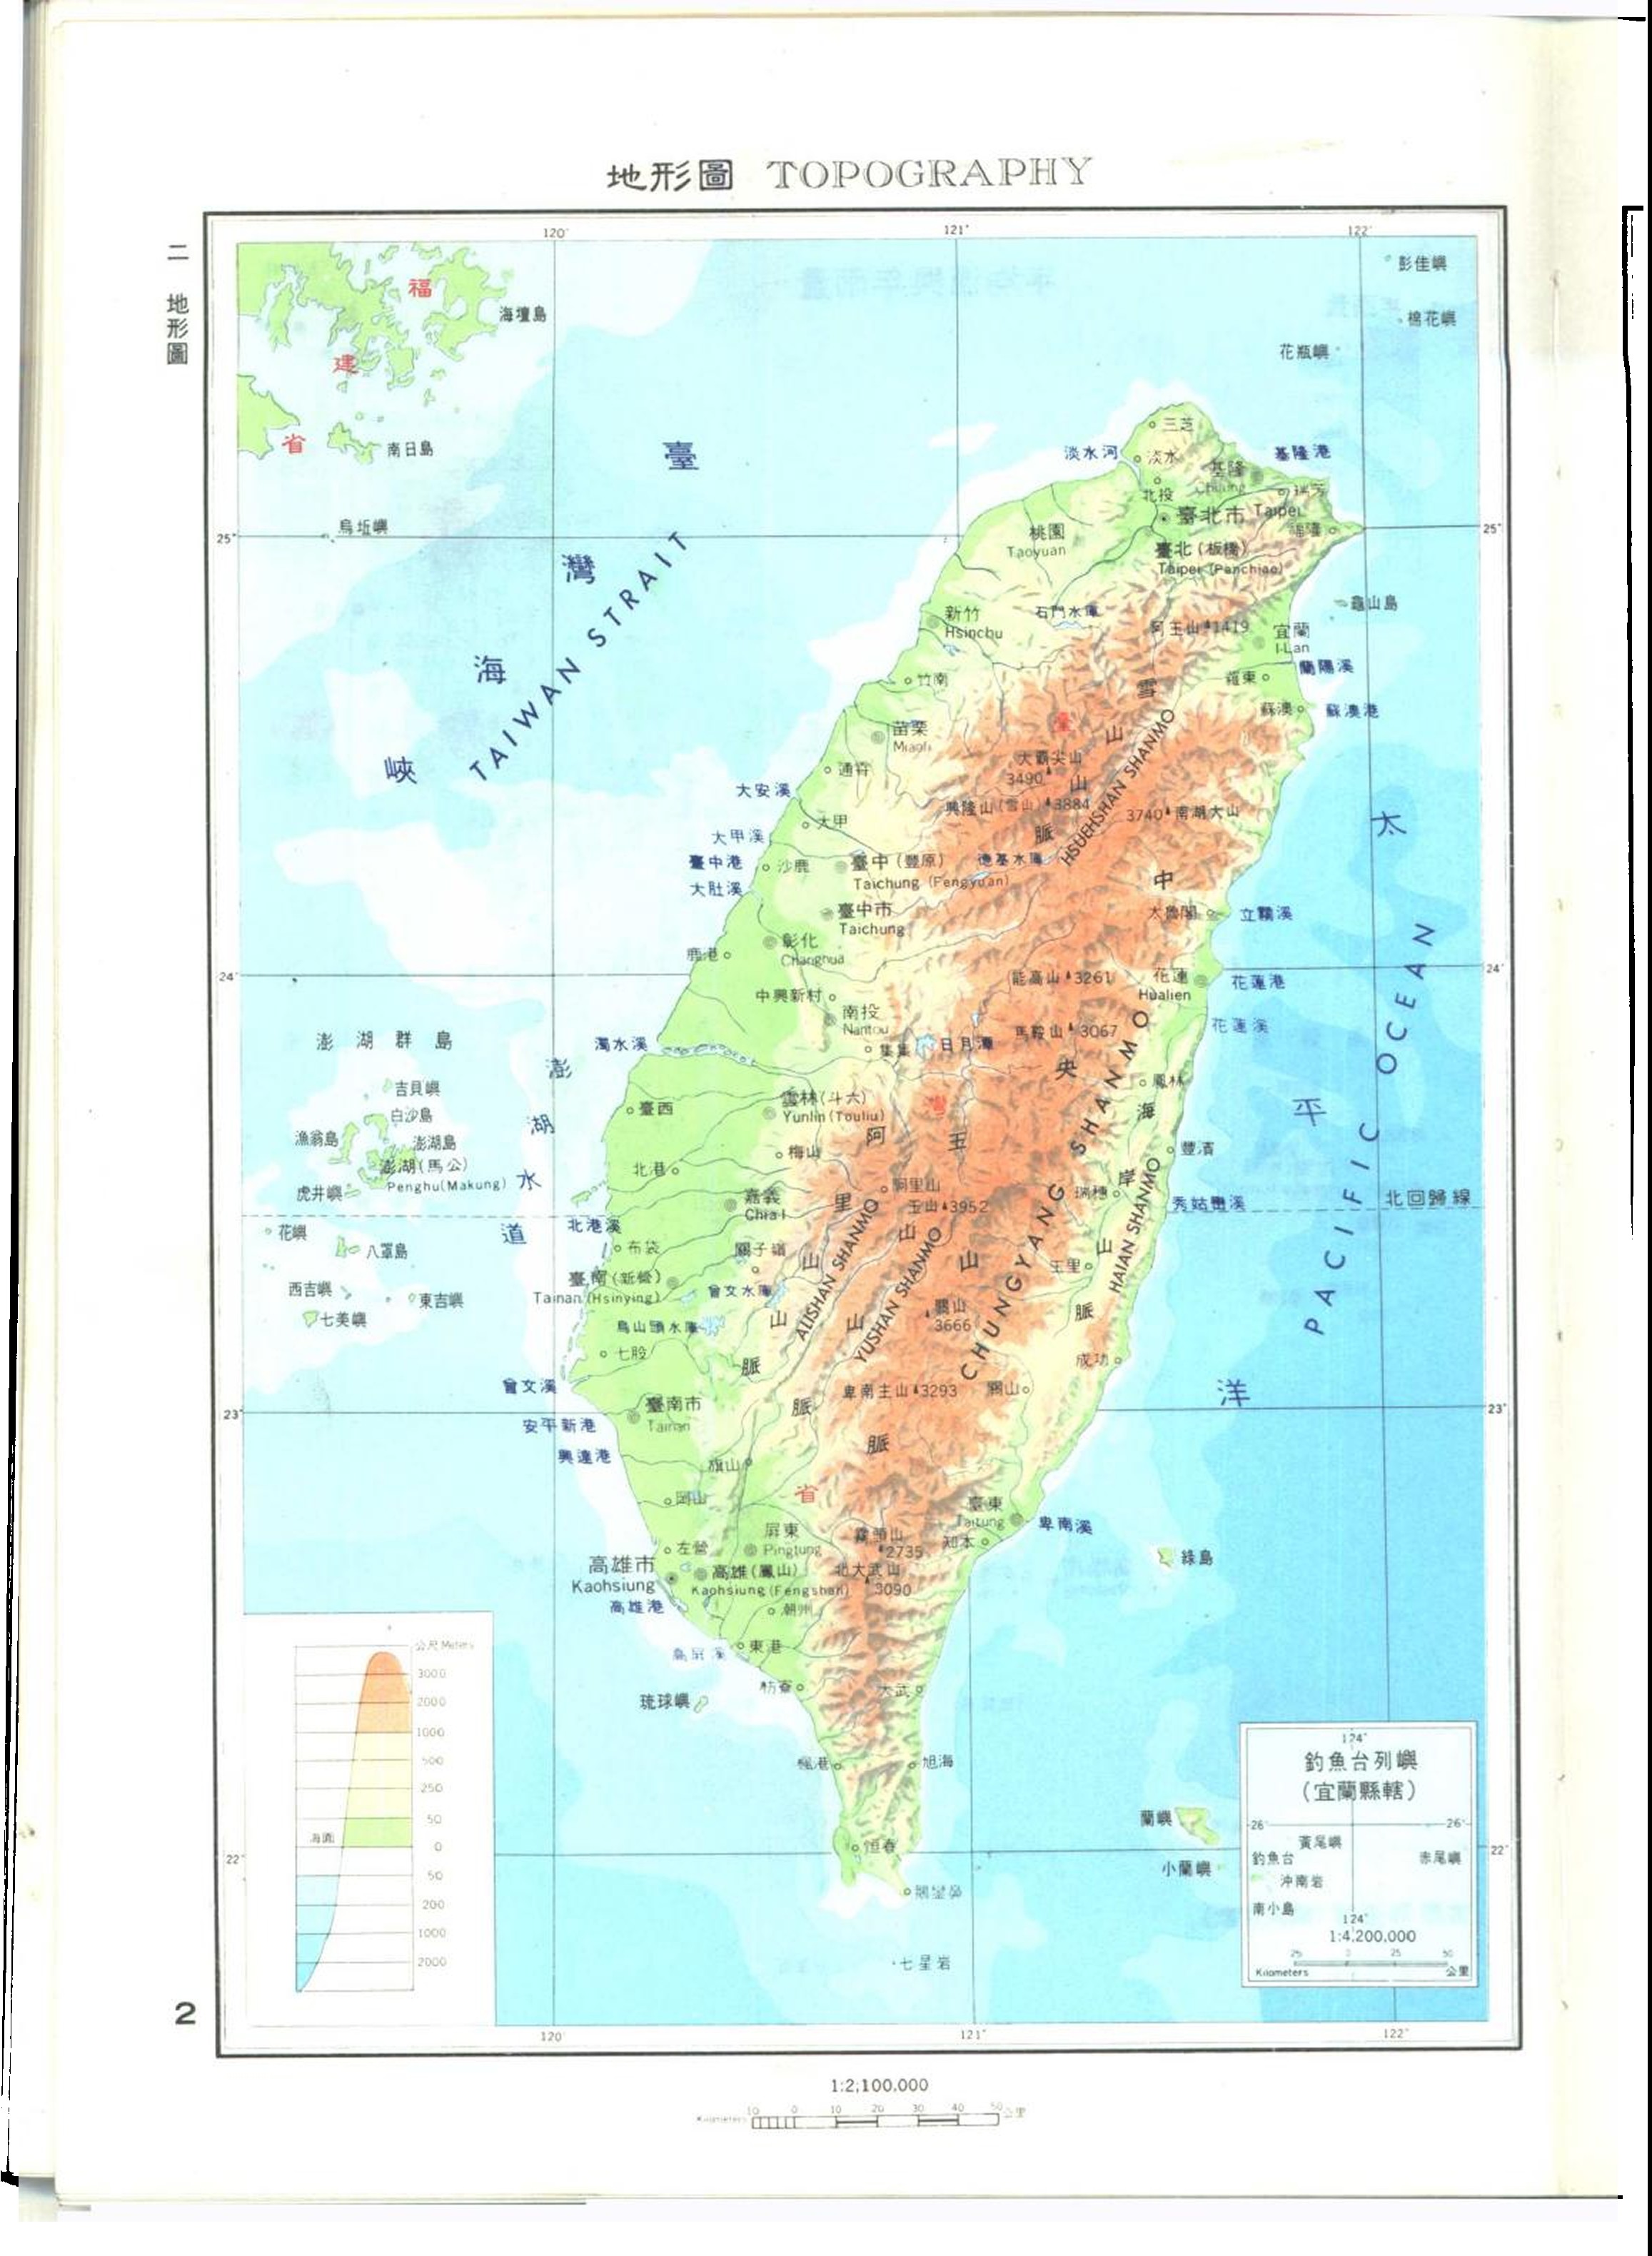 地形圖 TOPOGRAPHY
二 地形圖
120°
121°
122°
福
建
省
海壇島
南日島
烏坵嶼
彭佳嶼
棉花嶼
花瓶嶼
臺
灣
海
峽
TAIWAN STRAIT
三芝
淡水河
淡水
基隆港
基隆
北投
瑞芳
臺北市 Taipei
25°
25°
桃園
Taoyuan
臺北(板橋)
Taipei (Panchiao)
石門水庫
龜山島
新竹
Hsinchu
阿玉山 1419
宜蘭
I-Lan
蘭陽溪
羅東
竹南
蘇澳
蘇澳港
苗栗
Miaoli
雪
山
山
脈
HSUEHSHAN SHANMO
臺
大霸尖山
3490
通霄
大安溪
興隆山(雪山) 3884
3740 南湖大山
大甲
大甲溪
臺中港
沙鹿
臺中(豐原)
Taichung (Fengyuan)
德基水庫
大肚溪
臺中市
Taichung
中
太魯閣
立霧溪
彰化
Changhua
鹿港
24°
24°
能高山 3261
花蓮
Hualien
花蓮港
中興新村
南投
Nantou
花蓮溪
馬鞍山 3067
濁水溪
集集
日月潭
澎湖群島
澎
湖
水
道
吉貝嶼
白沙島
漁翁島
澎湖島
澎湖(馬公)
Penghu(Makung)
虎井嶼
花嶼
八罩島
西吉嶼
東吉嶼
七美嶼
央
鳳林
臺西
雲林(斗六)
Yunlin (Touliu)
灣
海
阿
玉
梅山
豐濱
北港
阿里山
嘉義
Chiai
里
玉山 3952
瑞穗
岸
秀姑巒溪
北回歸線
北港溪
布袋
關子嶺
山
山
山
山
玉里
臺南(新營)
Tainan (Hsinying)
曾文水庫
ALISHAN SHANMO
YUSHAN SHANMO
CHUNGYANG SHANMO
HAIAN SHANMO
烏山頭水庫
山
山
關山
3666
脈
七股
脈
成功
曾文溪
卑南主山 3293
關山
臺南市
Tainan
脈
23°
23°
安平新港
脈
興達港
旗山
省
岡山
臺東
Taitung
卑南溪
屏東
Pingtung
霧頭山
2735
知本
左營
高雄市
Kaohsiung
高雄(鳳山)
Kaohsiung (Fengshan)
北大武山
3090
綠島
高雄港
潮州
東港
高屏溪
枋寮
大武
琉球嶼
楓港
旭海
蘭嶼
恒春
小蘭嶼
22°
22°
鵝鑾鼻
七星岩
太
平
洋
PACIFIC OCEAN
公尺 Meters
3000
2000
1000
500
250
50
海面
0
50
200
1000
2000
124°
釣魚台列嶼
(宜蘭縣轄)
26°
26°
黃尾嶼
釣魚台
赤尾嶼
沖南岩
南小島
124°
1:4,200,000
25 0 25 50
Kilometers 公里
120
121°
122°
2
1:2,100,000
Kilometers 10 0 10 20 30 40 50 公里